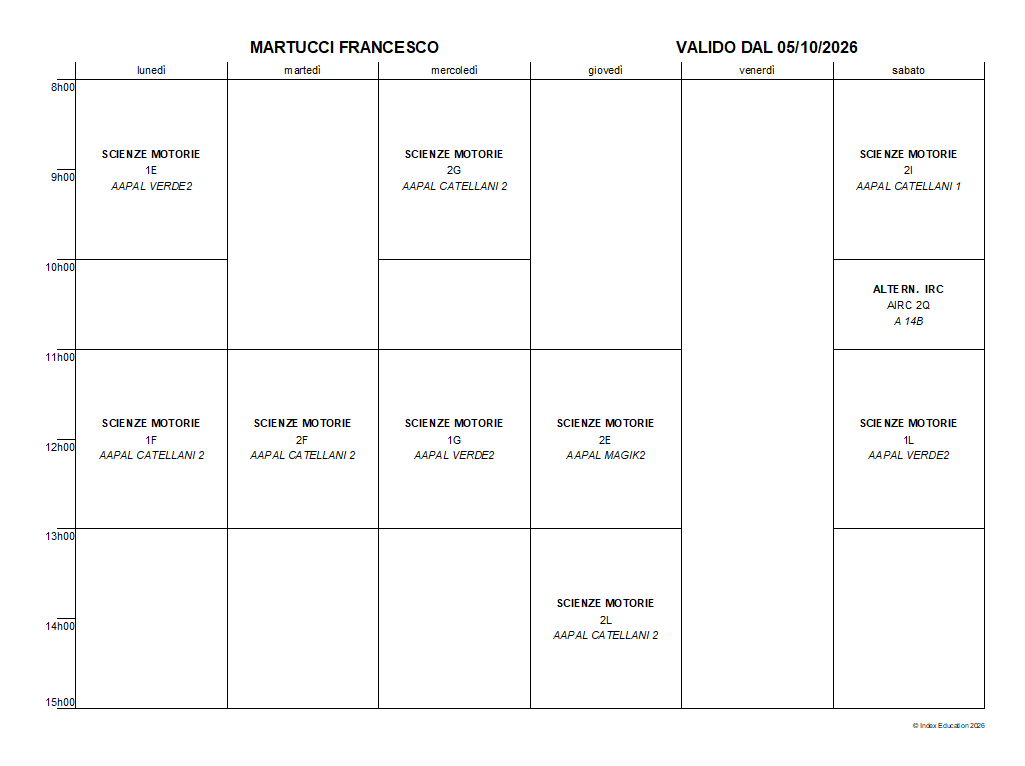 MARTUCCI FRANCESCO VALIDO DAL 05/10/2026
lunedì martedì mercoledì giovedì venerdì sabato
8h00
SCIENZE MOTORIE SCIENZE MOTORIE SCIENZE MOTORIE
1E 2G 2I
9h00
AAPAL VERDE2 AAPAL CATELLANI 2 AAPAL CATELLANI 1
10h00
ALTERN. IRC
AIRC 2Q
A 14B
11h00
SCIENZE MOTORIE SCIENZE MOTORIE SCIENZE MOTORIE SCIENZE MOTORIE SCIENZE MOTORIE
1F 2F 1G 2E 1L
12h00
AAPAL CATELLANI 2 AAPAL CATELLANI 2 AAPAL VERDE2 AAPAL MAGIK2 AAPAL VERDE2
13h00
SCIENZE MOTORIE
2L
14h00
AAPAL CATELLANI 2
15h00
© Index Education 2026